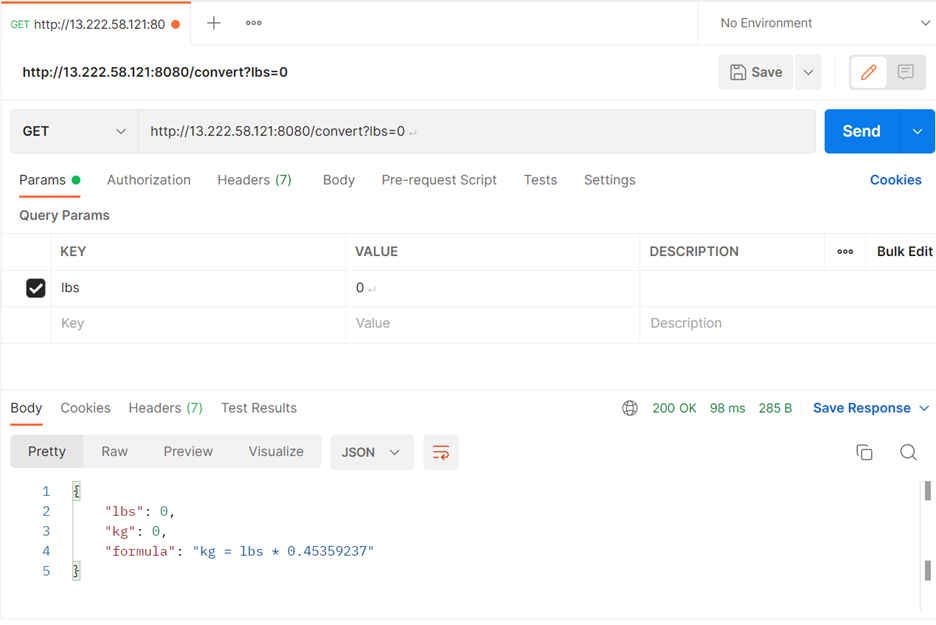 GET http://13.222.58.121:80
No Environment
http://13.222.58.121:8080/convert?lbs=0
Save
GET http://13.222.58.121:8080/convert?lbs=0 ↵
Send
Params Authorization Headers (7) Body Pre-request Script Tests Settings Cookies
Query Params
KEY VALUE DESCRIPTION Bulk Edit
lbs 0 ↵
Key Value Description
Body Cookies Headers (7) Test Results 200 OK 98 ms 285 B Save Response
Pretty Raw Preview Visualize JSON
1 {
2 "lbs": 0,
3 "kg": 0,
4 "formula": "kg = lbs * 0.45359237"
5 }